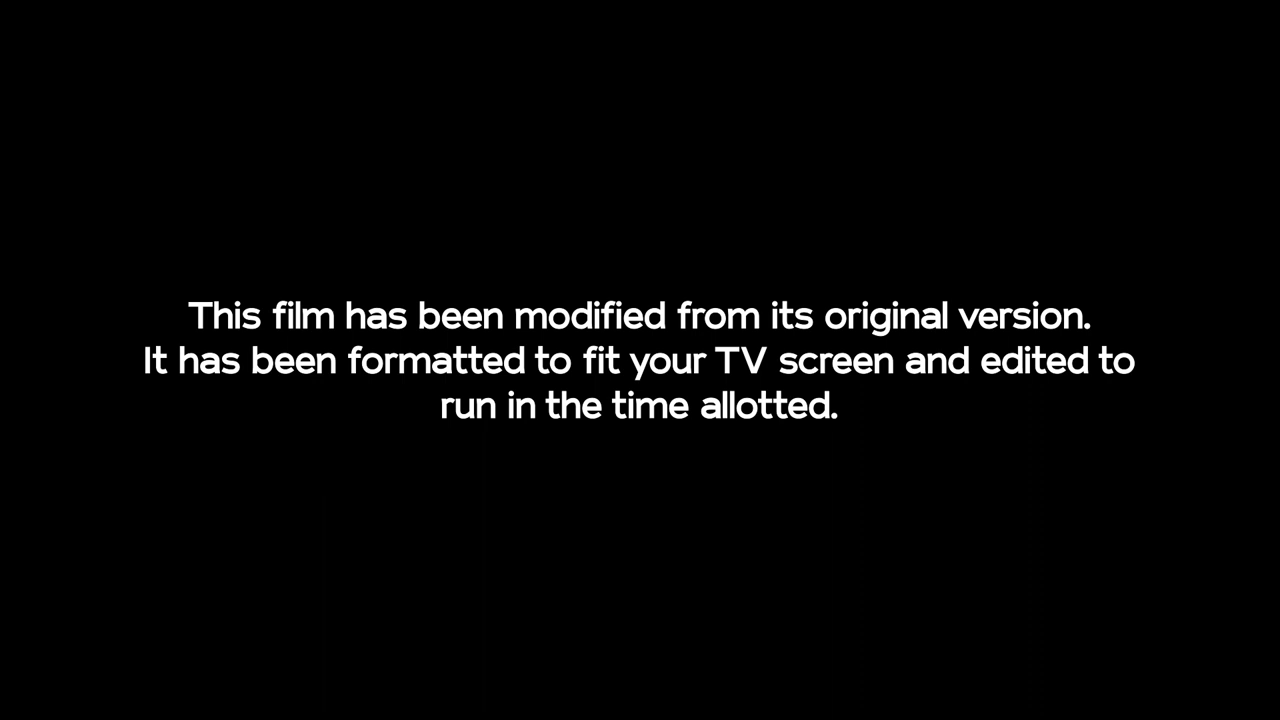 This film has been modified from its original version.
It has been formatted to fit your TV screen and edited to
run in the time allotted.